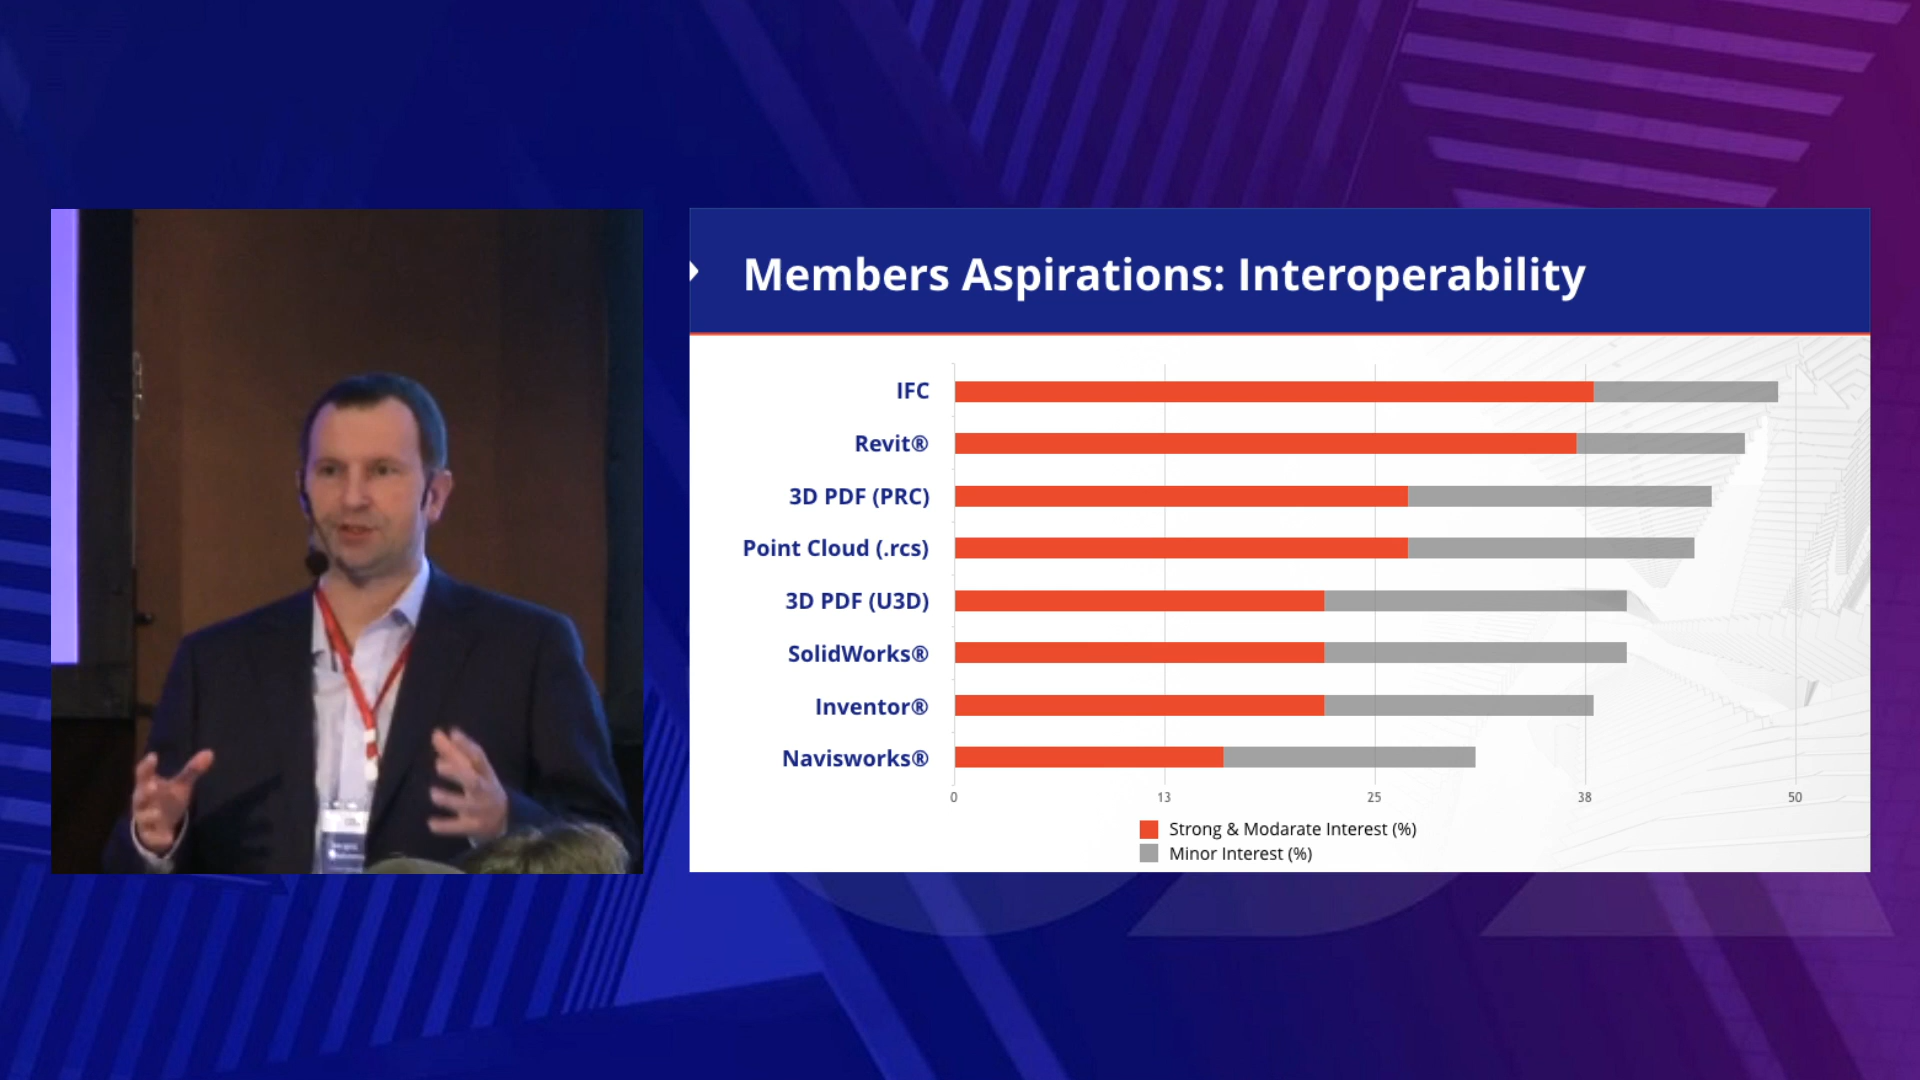 Members Aspirations: Interoperability
IFC
Revit®
3D PDF (PRC)
Point Cloud (.rcs)
3D PDF (U3D)
SolidWorks®
Inventor®
Navisworks®
0 13 25 38 50
Strong & Modarate Interest (%)
Minor Interest (%)